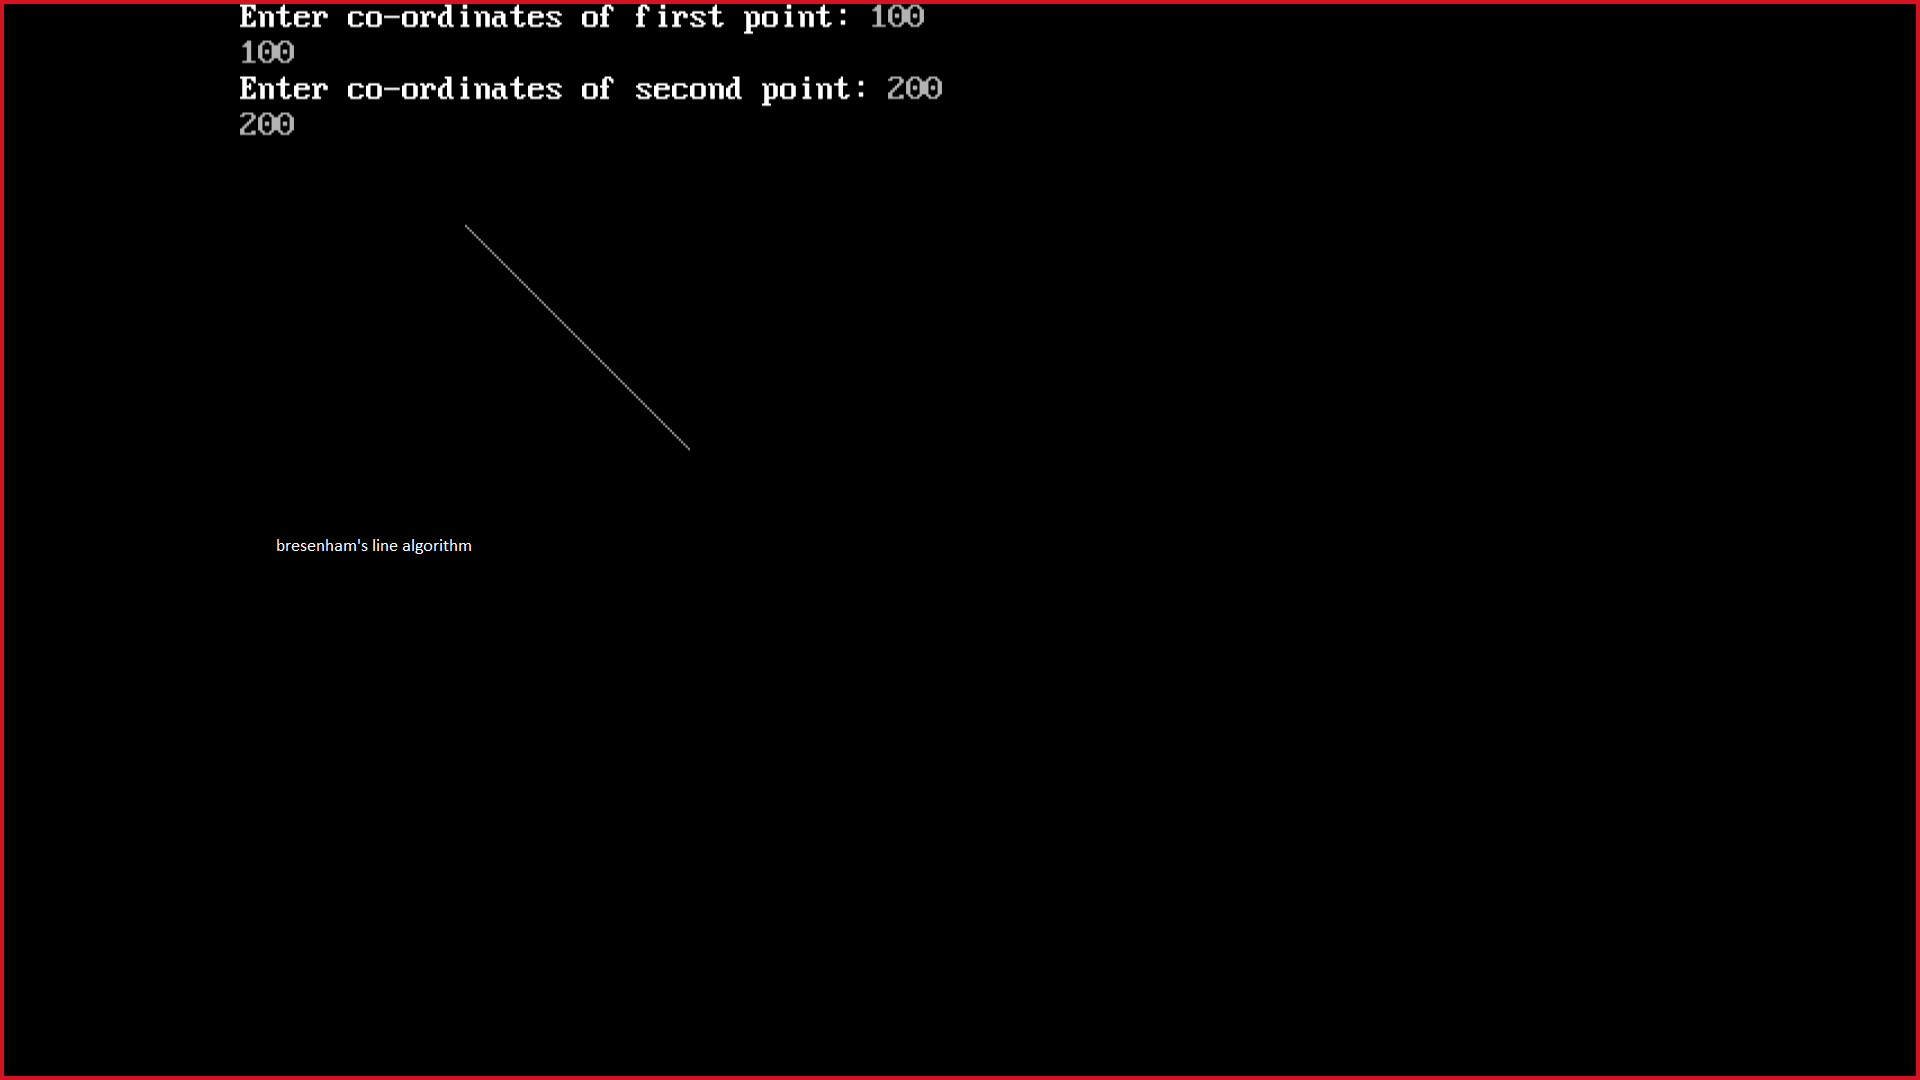 Enter co-ordinates of first point: 100
100
Enter co-ordinates of second point: 200
200
bresenham's line algorithm